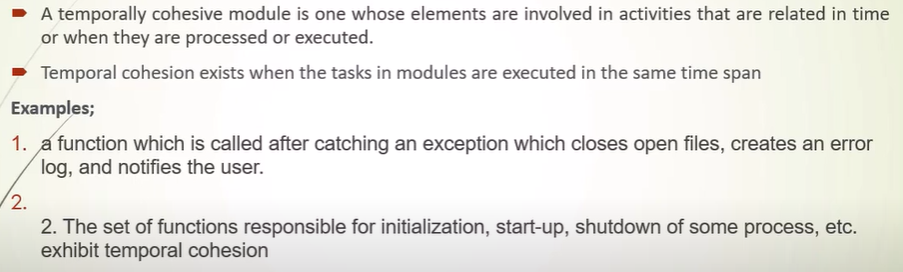 A temporally cohesive module is one whose elements are involved in activities that are related in time
or when they are processed or executed.
Temporal cohesion exists when the tasks in modules are executed in the same time span
Examples;
1. a function which is called after catching an exception which closes open files, creates an error
log, and notifies the user.
2.
2. The set of functions responsible for initialization, start-up, shutdown of some process, etc.
exhibit temporal cohesion